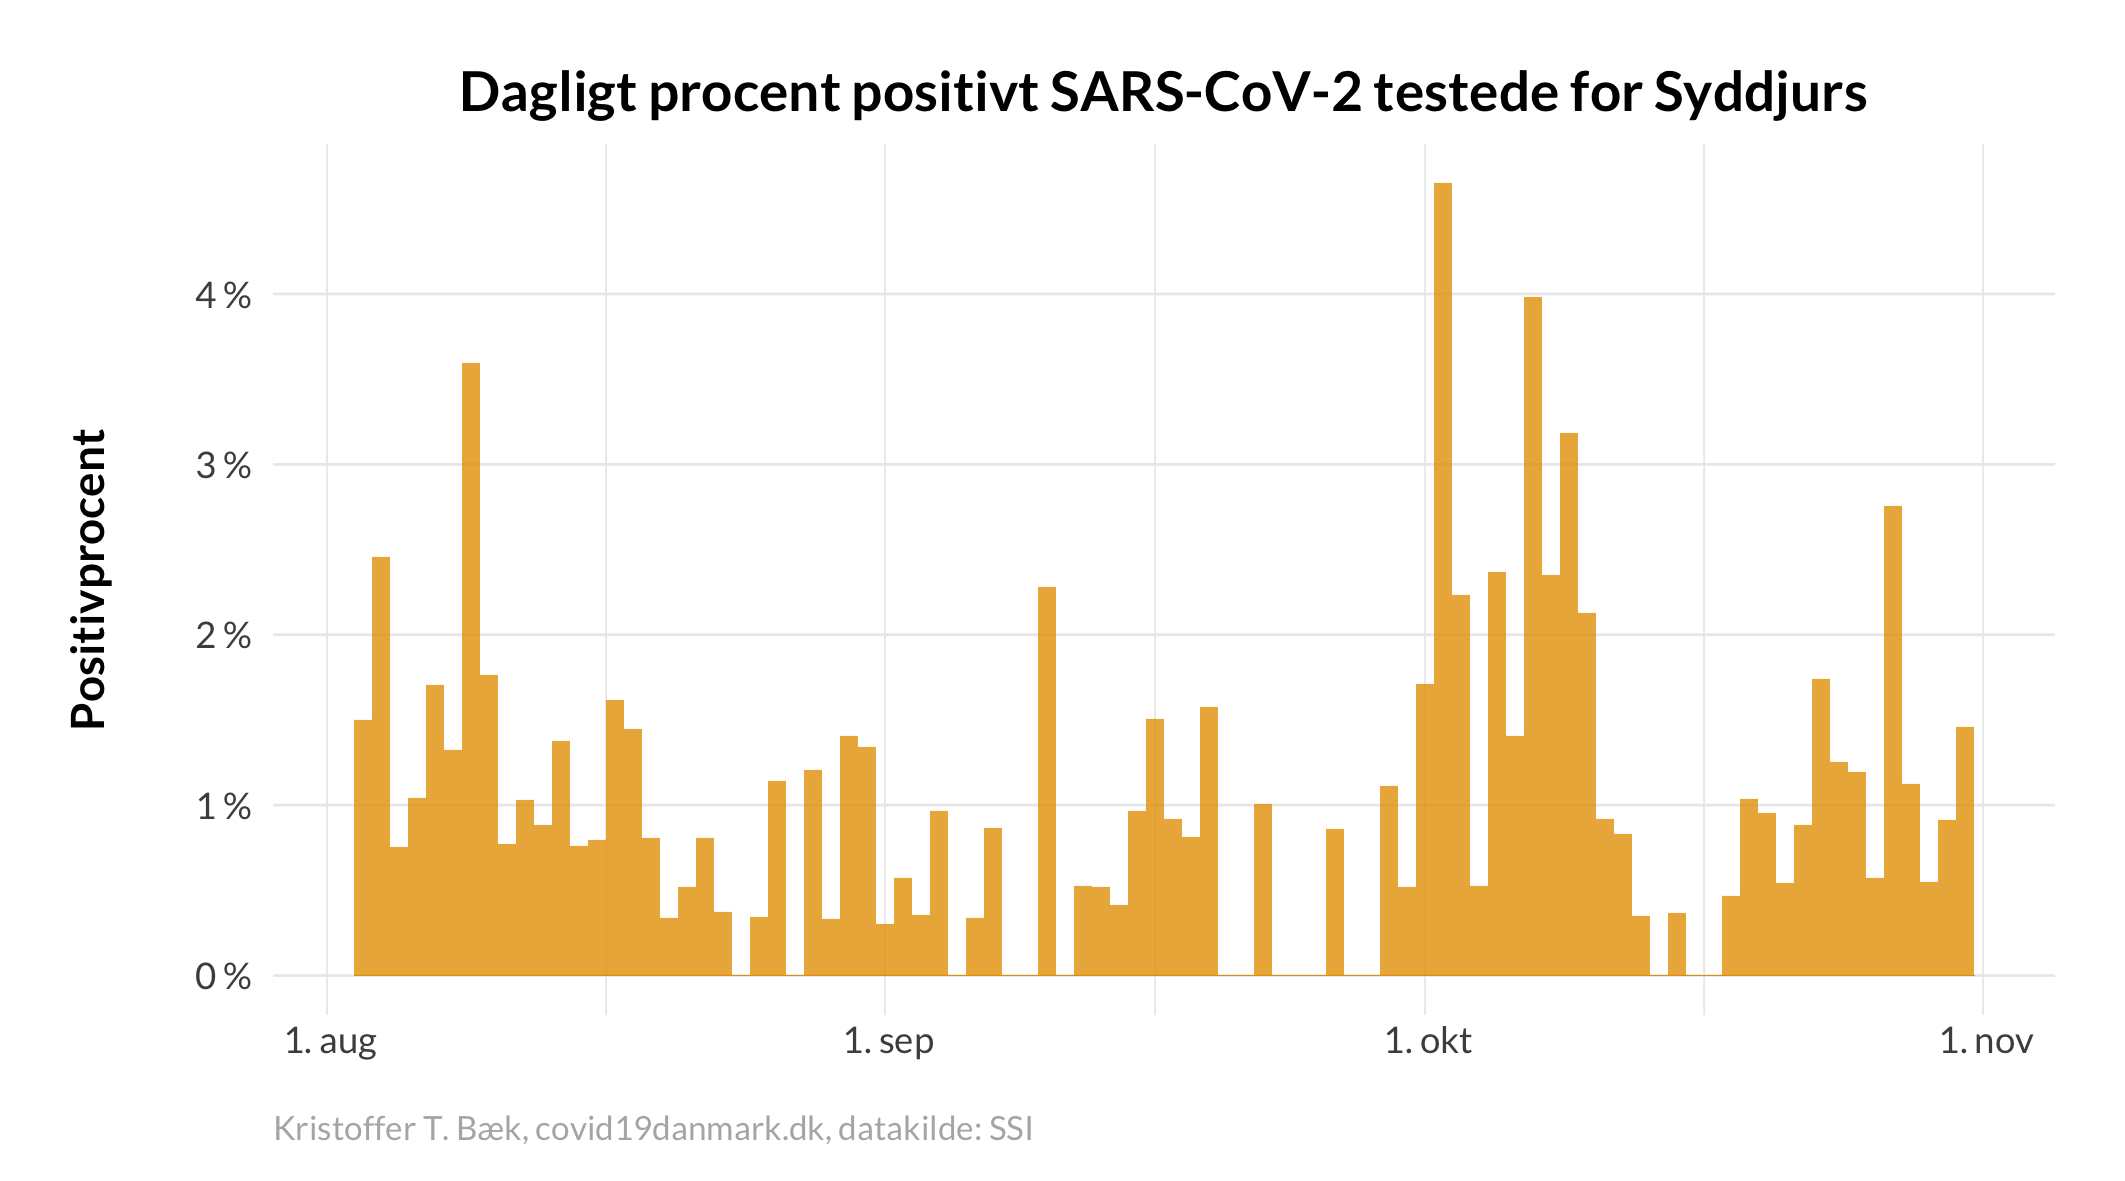 Dagligt procent positivt SARS-CoV-2 testede for Syddjurs
Positivprocent
4 %
3 %
2 %
1 %
0 %
1. aug
1. sep
1. okt
1. nov
Kristoffer T. Bæk, covid19danmark.dk, datakilde: SSI